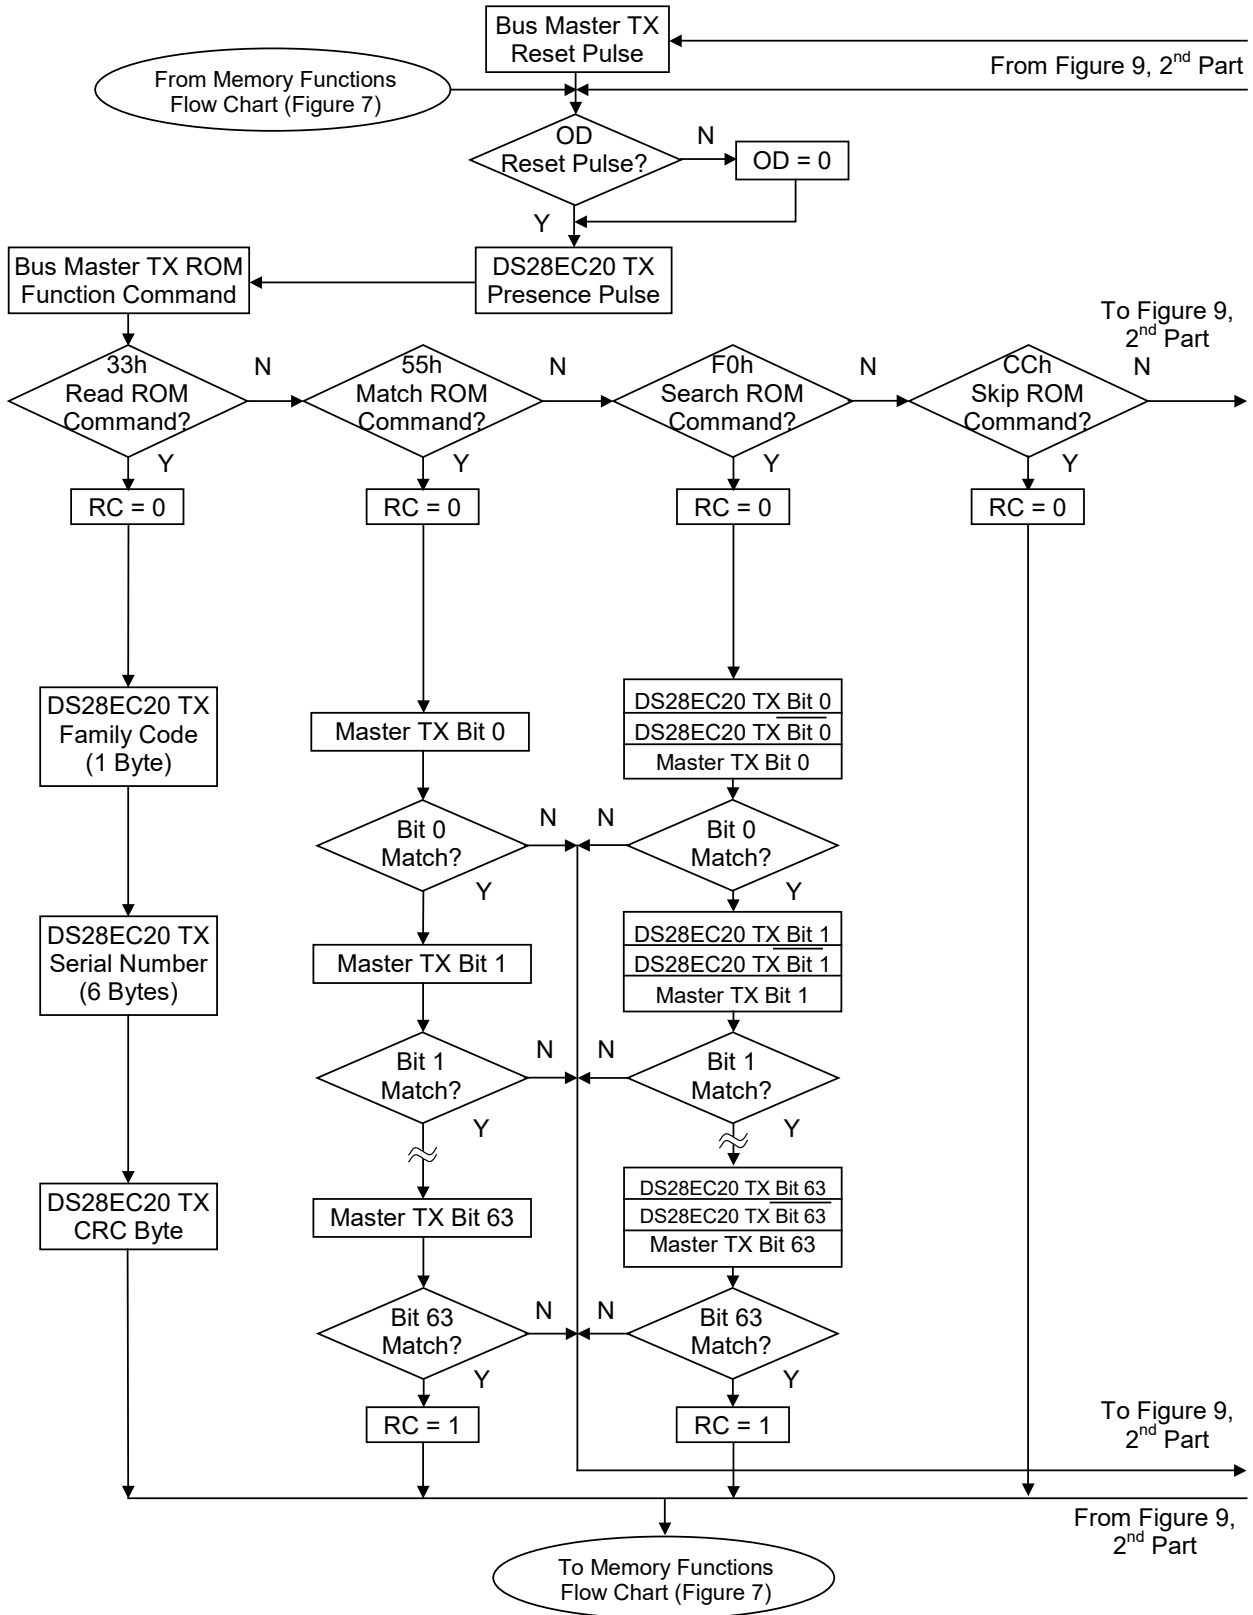 Bus Master TX
Reset Pulse
From Figure 9, 2nd Part
From Memory Functions
Flow Chart (Figure 7)
OD
Reset Pulse?
N
OD = 0
Y
Bus Master TX ROM
Function Command
DS28EC20 TX
Presence Pulse
To Figure 9,
2nd Part
33h
Read ROM
Command?
N
Y
55h
Match ROM
Command?
N
Y
F0h
Search ROM
Command?
N
Y
CCh
Skip ROM
Command?
N
Y
RC = 0
RC = 0
RC = 0
RC = 0
DS28EC20 TX
Family Code
(1 Byte)
Master TX Bit 0
DS28EC20 TX Bit 0
DS28EC20 TX Bit 0
Master TX Bit 0
Bit 0
Match?
N
Y
N
Bit 0
Match?
Y
DS28EC20 TX
Serial Number
(6 Bytes)
Master TX Bit 1
DS28EC20 TX Bit 1
DS28EC20 TX Bit 1
Master TX Bit 1
Bit 1
Match?
N
Y
N
Bit 1
Match?
Y
DS28EC20 TX
CRC Byte
Master TX Bit 63
DS28EC20 TX Bit 63
DS28EC20 TX Bit 63
Master TX Bit 63
Bit 63
Match?
N
Y
N
Bit 63
Match?
Y
RC = 1
RC = 1
To Figure 9,
2nd Part
From Figure 9,
2nd Part
To Memory Functions
Flow Chart (Figure 7)